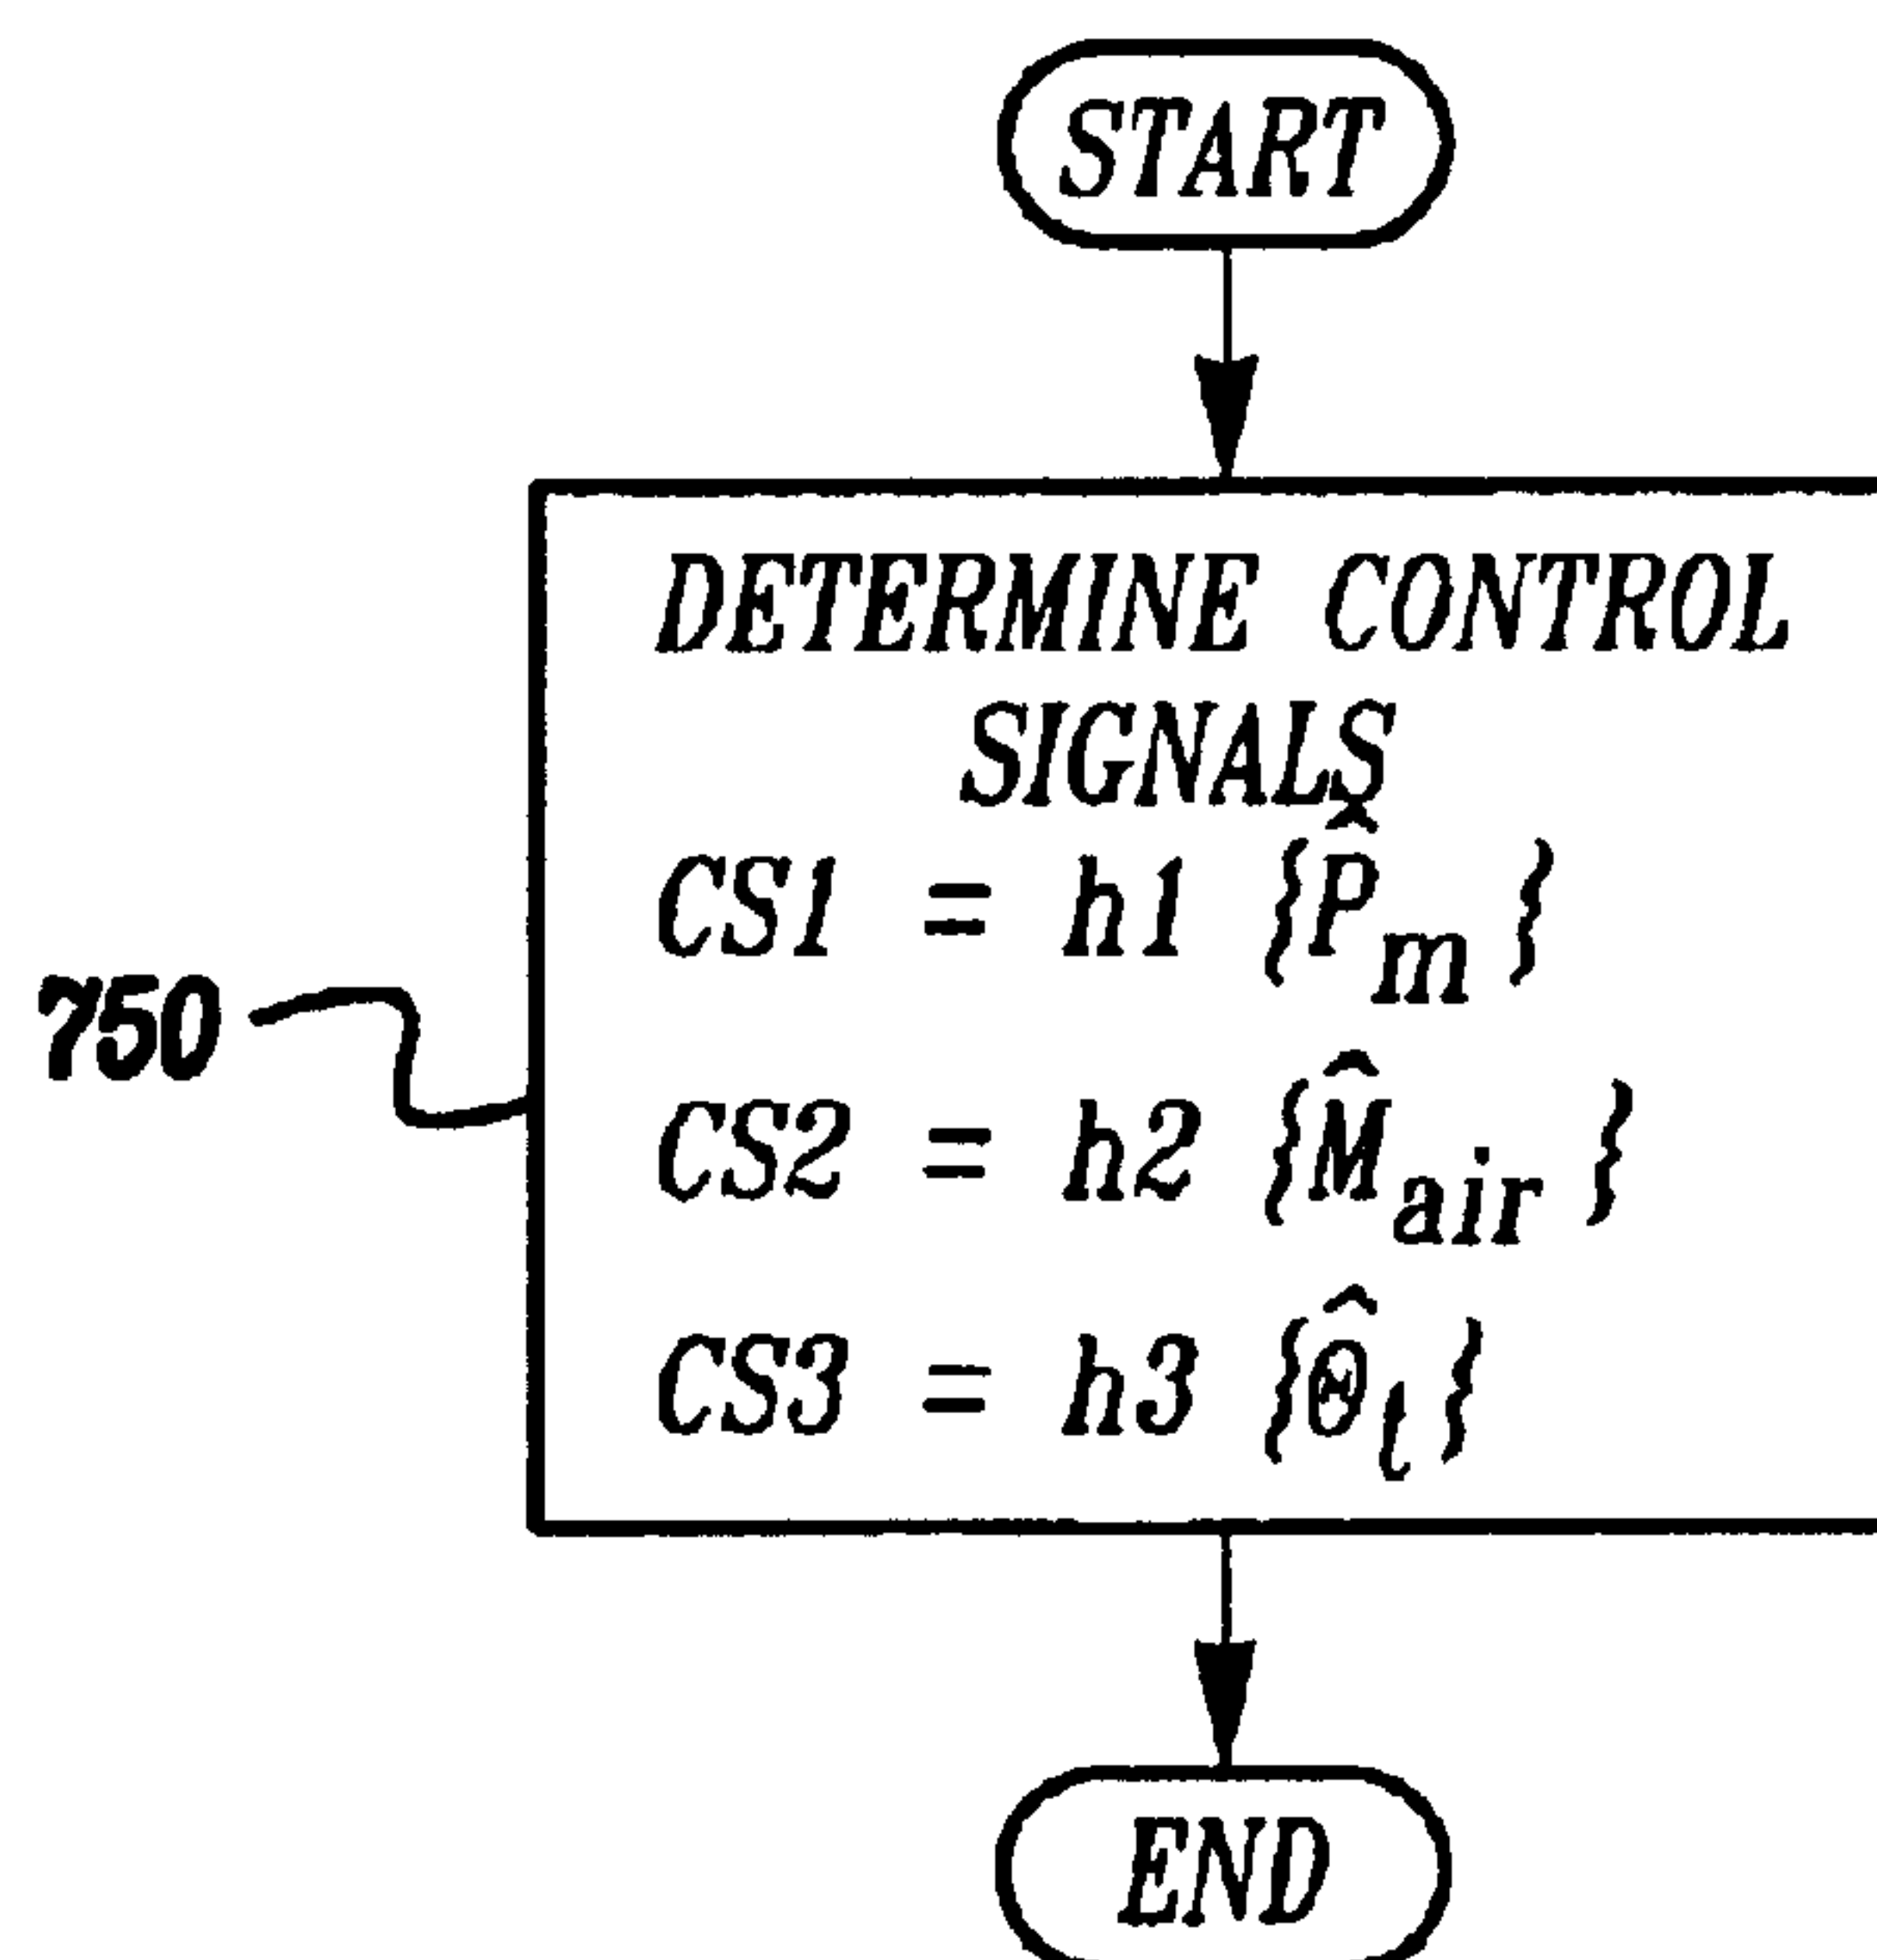 START
DETERMINE CONTROL
SIGNALS
CS1 = h1 {P̂m}
CS2 = h2 {M̂air}
750
CS3 = h3 {Θ̂l}
END